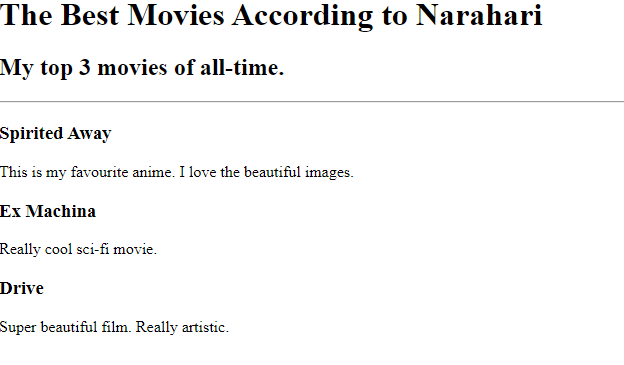 The Best Movies According to Narahari
My top 3 movies of all-time.
Spirited Away
This is my favourite anime. I love the beautiful images.
Ex Machina
Really cool sci-fi movie.
Drive
Super beautiful film. Really artistic.